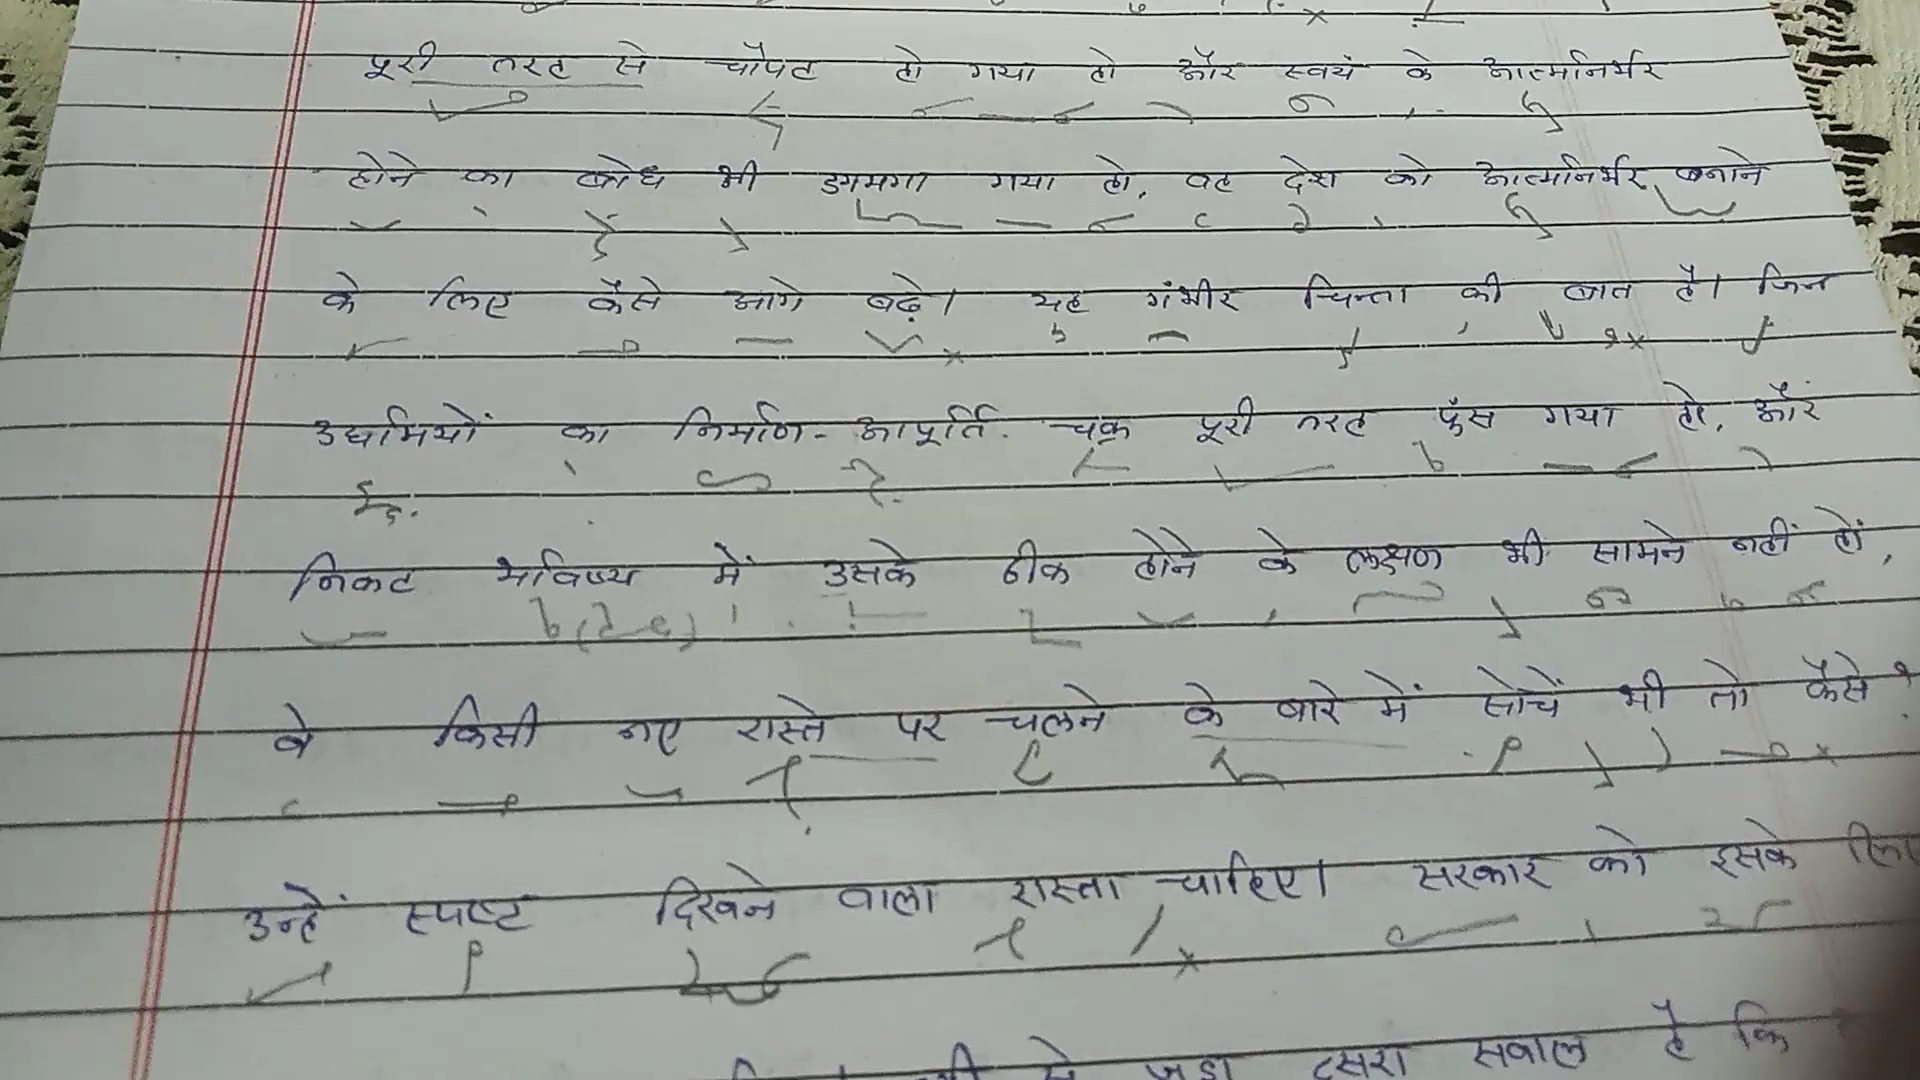 पूरी तरह से चौपट हो गया हो और स्वयं के आत्मनिर्भर
होने का बोध भी डगमगा गया हो, वह देश को आत्मनिर्भर बनाने
के लिए कैसे आगे बढ़े। यह गंभीर चिन्ता की बात है। जिन
उद्यमियों का निर्माण-आपूर्ति-चक्र पूरी तरह फँस गया हो, और
निकट भविष्य में उसके ठीक होने के लक्षण भी सामने नहीं हों,
वे किसी नए रास्ते पर चलने के बारे में सोचें भी तो कैसे?
उन्हें स्पष्ट दिखने वाला रास्ता चाहिए। सरकार को इसके लिए
से जुड़ा दूसरा सवाल है कि